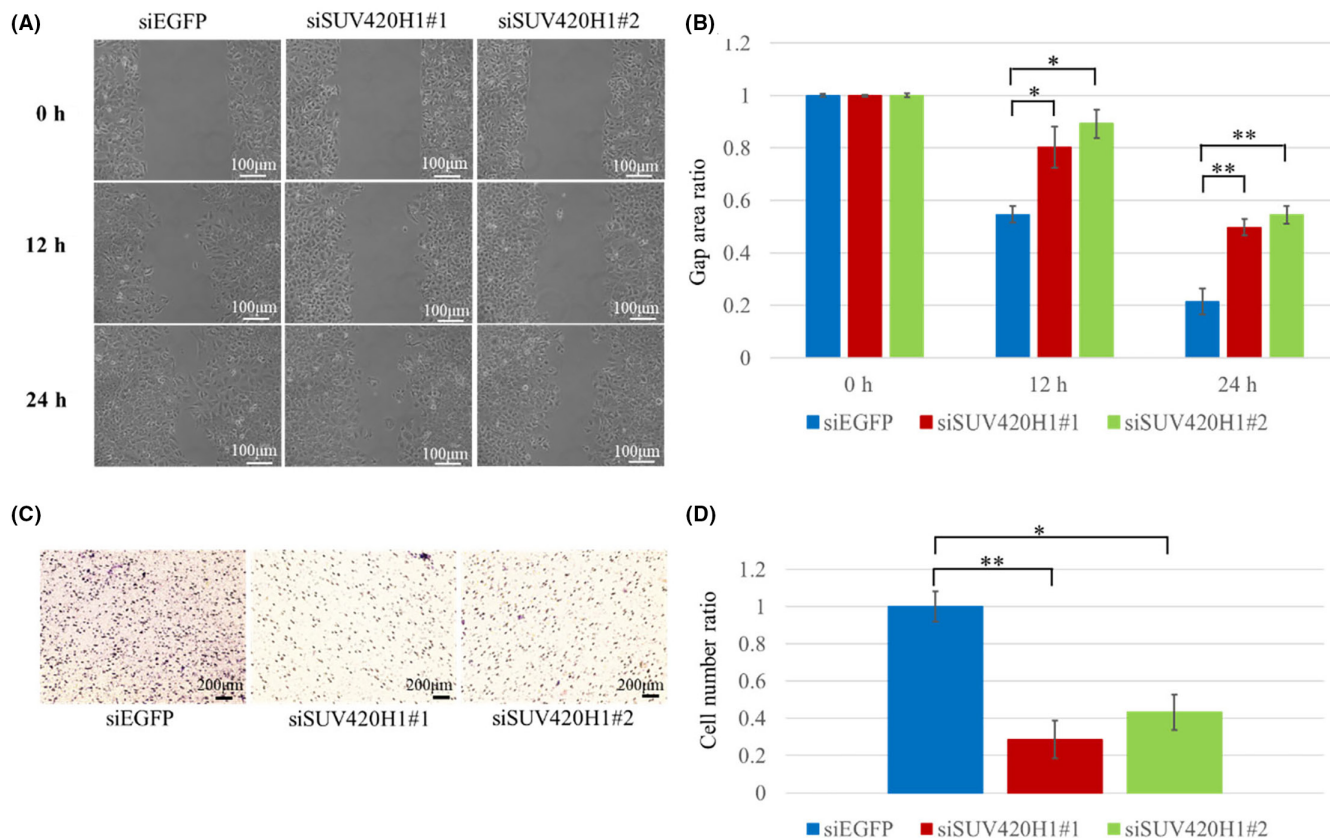 (A)
siEGFP siSUV420H1#1 siSUV420H1#2
0 h
100μm 100μm 100μm
12 h
100μm 100μm 100μm
24 h
100μm 100μm 100μm
(B)
Gap area ratio
1.2
1
0.8
0.6
0.4
0.2
0
* *
** **
0 h 12 h 24 h
siEGFP siSUV420H1#1 siSUV420H1#2
(C)
200μm 200μm 200μm
siEGFP siSUV420H1#1 siSUV420H1#2
(D)
Cell number ratio
*
**
1.2
1
0.8
0.6
0.4
0.2
0
siEGFP siSUV420H1#1 siSUV420H1#2